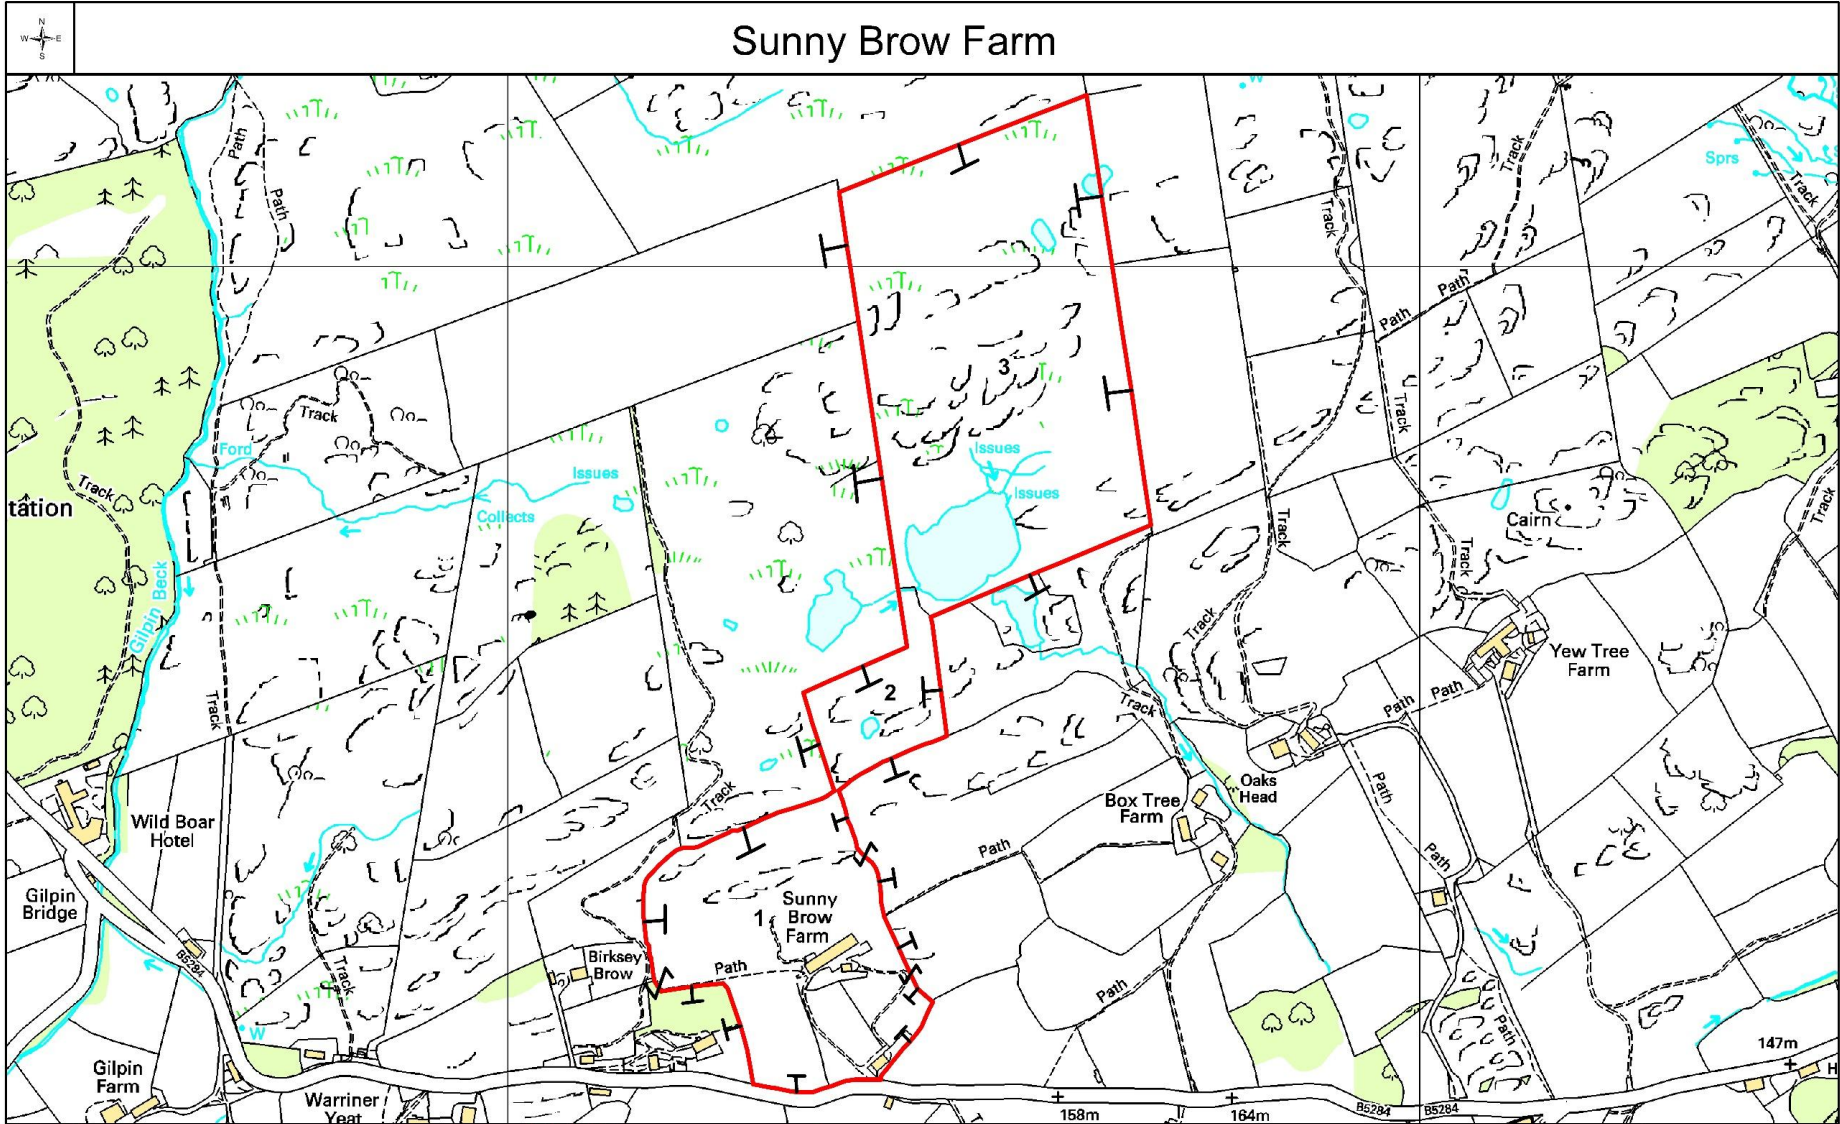 N
W E
S
Sunny Brow Farm
W
Path
Path
Track
Track
Track
Sprs
Track
Path
Path
3
Track
Ford
Issues
Collects
Issues
Issues
Track
Track
tation
Track
Cairn
Track
Track
Track
Gilpin Beck
Track
Yew Tree
Farm
Path
Path
2
Track
Track
Path
Oaks
Head
Box Tree
Farm
Wild Boar
Hotel
Path
Path
Gilpin
Bridge
Sunny
Brow
Farm
1
Birksey
Brow
Path
B5284
Track
Path
Path
W
147m
Gilpin
Farm
Warriner
Yeat
158m
164m
B5284
B5284
H